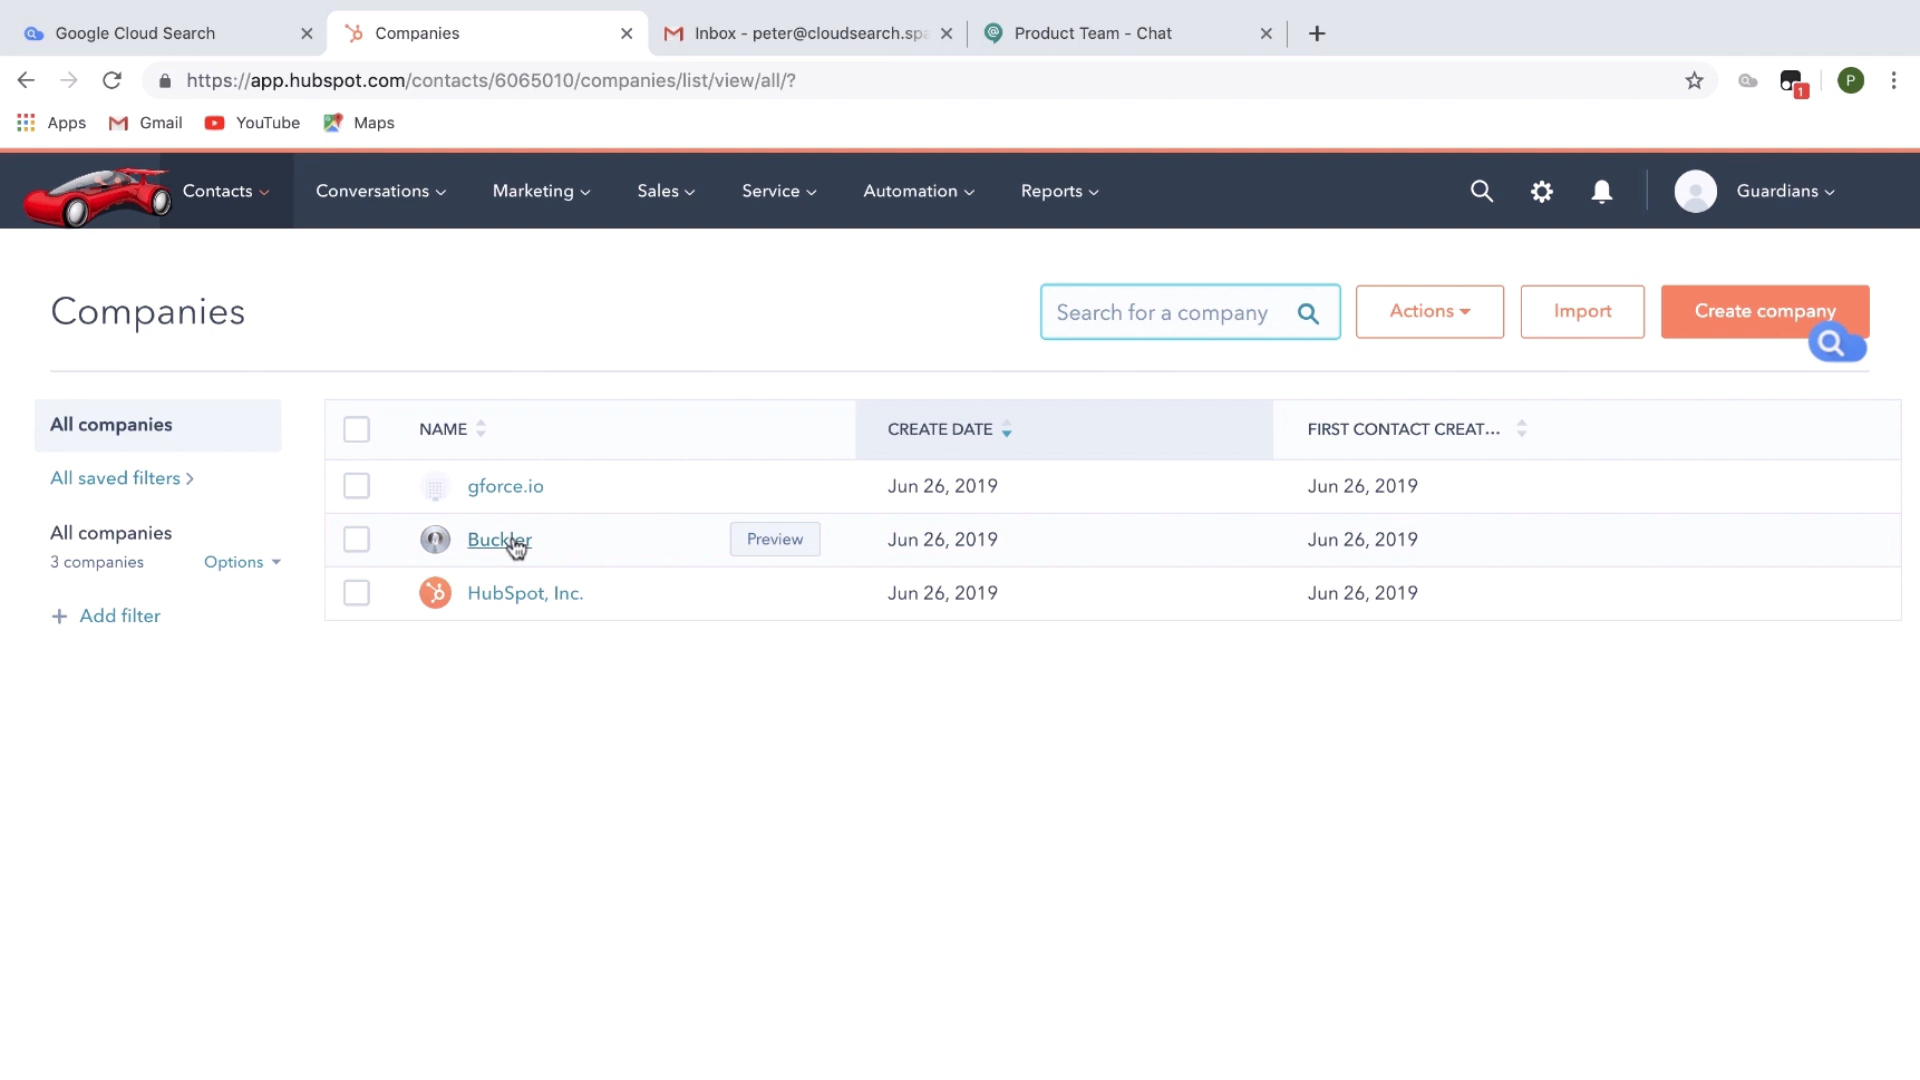 Google Cloud Search
Companies
Inbox - peter@cloudsearch.spa
Product Team - Chat
https://app.hubspot.com/contacts/6065010/companies/list/view/all/?
1
P
Apps
Gmail
YouTube
Maps
Contacts
Conversations
Marketing
Sales
Service
Automation
Reports
Guardians
Companies
Search for a company
Actions
Import
Create company
All companies
All saved filters
All companies
3 companies
Options
+ Add filter
NAME
CREATE DATE
FIRST CONTACT CREAT...
gforce.io
Jun 26, 2019
Jun 26, 2019
Buckler
Preview
Jun 26, 2019
Jun 26, 2019
HubSpot, Inc.
Jun 26, 2019
Jun 26, 2019